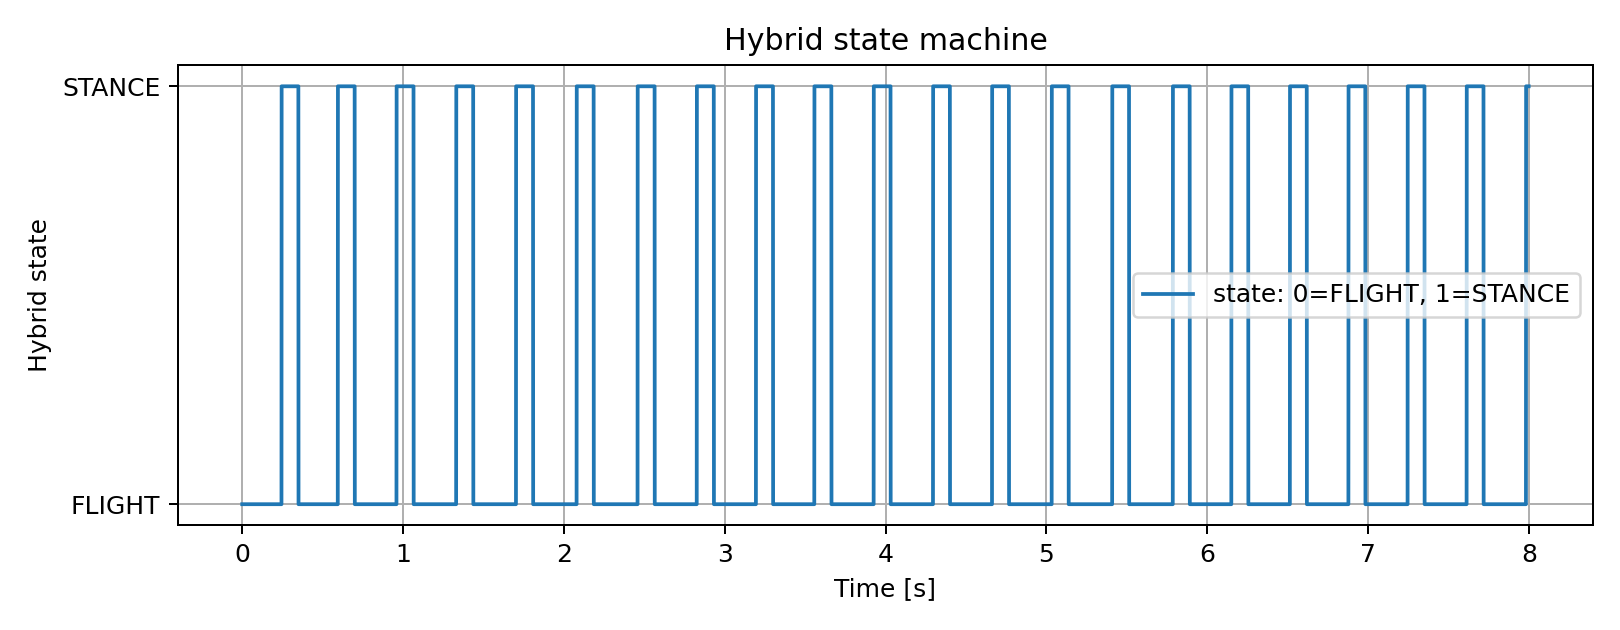 Hybrid state machine
STANCE
FLIGHT
Hybrid state
state: 0=FLIGHT, 1=STANCE
0 1 2 3 4 5 6 7 8
Time [s]